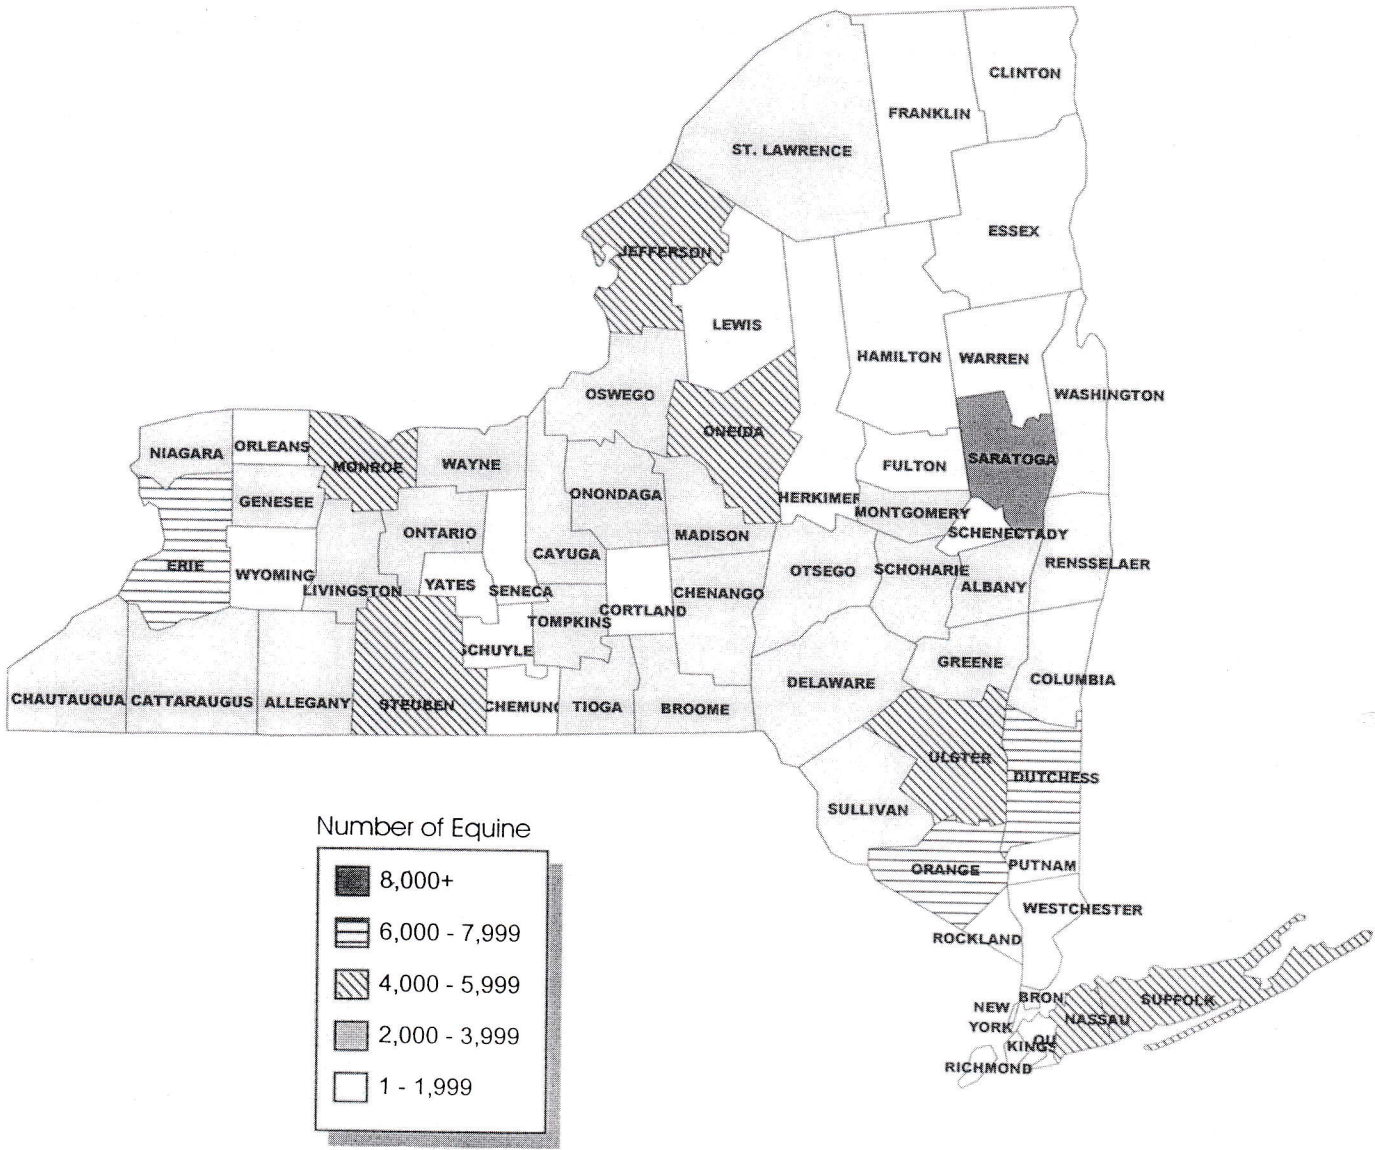 CLINTON
FRANKLIN
ST. LAWRENCE
ESSEX
JEFFERSON
LEWIS
HAMILTON
WARREN
WASHINGTON
OSWEGO
ONEIDA
SARATOGA
NIAGARA
ORLEANS
MONROE
WAYNE
FULTON
GENESEE
ONONDAGA
HERKIMER
MONTGOMERY
ONTARIO
MADISON
SCHENECTADY
CAYUGA
ERIE
WYOMING
LIVINGSTON
YATES
SENECA
OTSEGO
SCHOHARIE
ALBANY
RENSSELAER
CHENANGO
CORTLAND
TOMPKINS
SCHUYLE
GREENE
COLUMBIA
CHAUTAUQUA
CATTARAUGUS
ALLEGANY
STEUBEN
CHEMUNG
TIOGA
BROOME
DELAWARE
ULSTER
DUTCHESS
SULLIVAN
ORANGE
PUTNAM
WESTCHESTER
ROCKLAND
NEW
YORK
BRON
NASSAU
SUFFOLK
QU
KINGS
RICHMOND
Number of Equine
8,000+
6,000 - 7,999
4,000 - 5,999
2,000 - 3,999
1 - 1,999